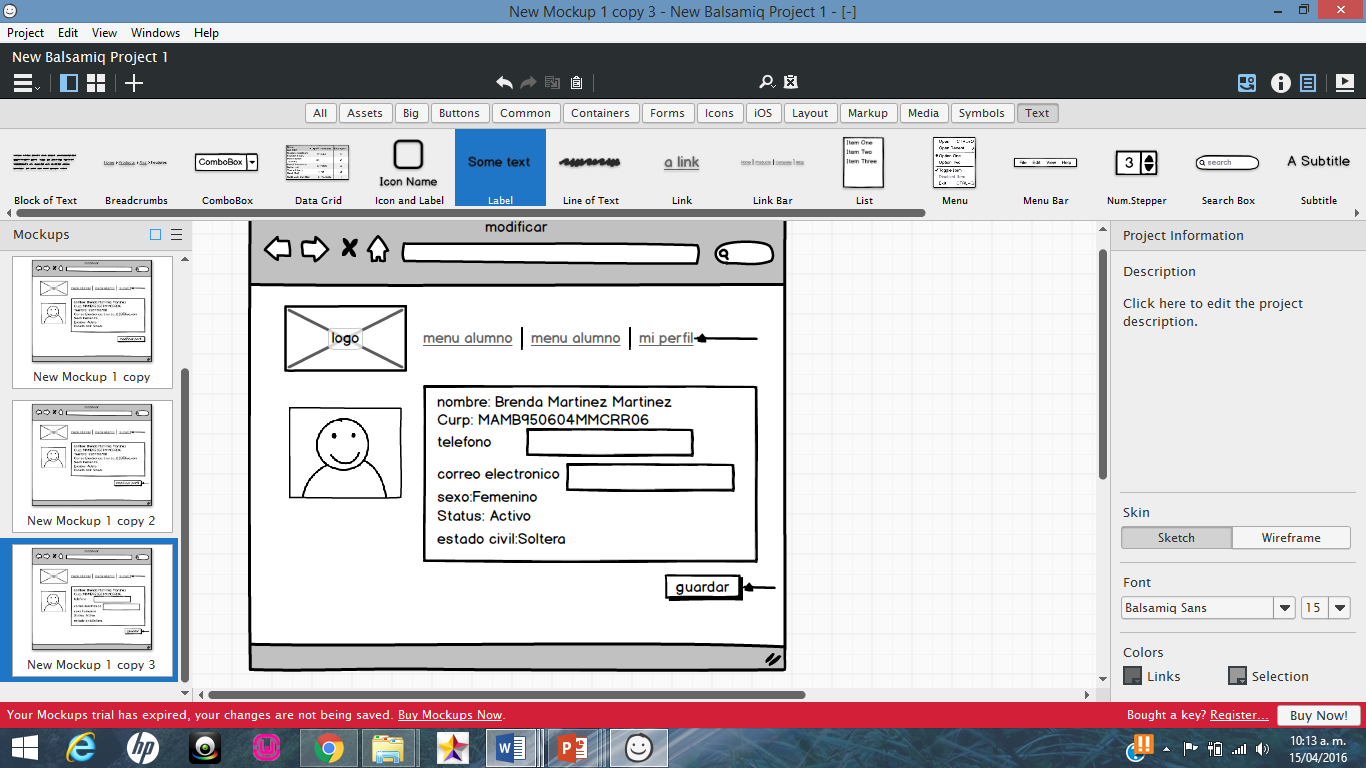 New Mockup 1 copy 3 - New Balsamiq Project 1 - [-]
Project Edit View Windows Help
New Balsamiq Project 1
All Assets Big Buttons Common Containers Forms Icons iOS Layout Markup Media Symbols Text
ComboBox Some text a link Item One Item Two Item Three 3 search A Subtitle
Icon Name
Block of Text Breadcrumbs ComboBox Data Grid Icon and Label Label Line of Text Link Link Bar List Menu Menu Bar Num.Stepper Search Box Subtitle
Mockups
New Mockup 1 copy
New Mockup 1 copy 2
New Mockup 1 copy 3
modificar
logo
menu alumno menu alumno mi perfil
nombre: Brenda Martinez Martinez
Curp: MAMB950604MMCRR06
telefono
correo electronico
sexo:Femenino
Status: Activo
estado civil:Soltera
guardar
Project Information
Description
Click here to edit the project
description.
Skin
Sketch Wireframe
Font
Balsamiq Sans 15
Colors
Links Selection
Your Mockups trial has expired, your changes are not being saved. Buy Mockups Now.
Bought a key? Register... Buy Now!
10:13 a. m.
15/04/2016